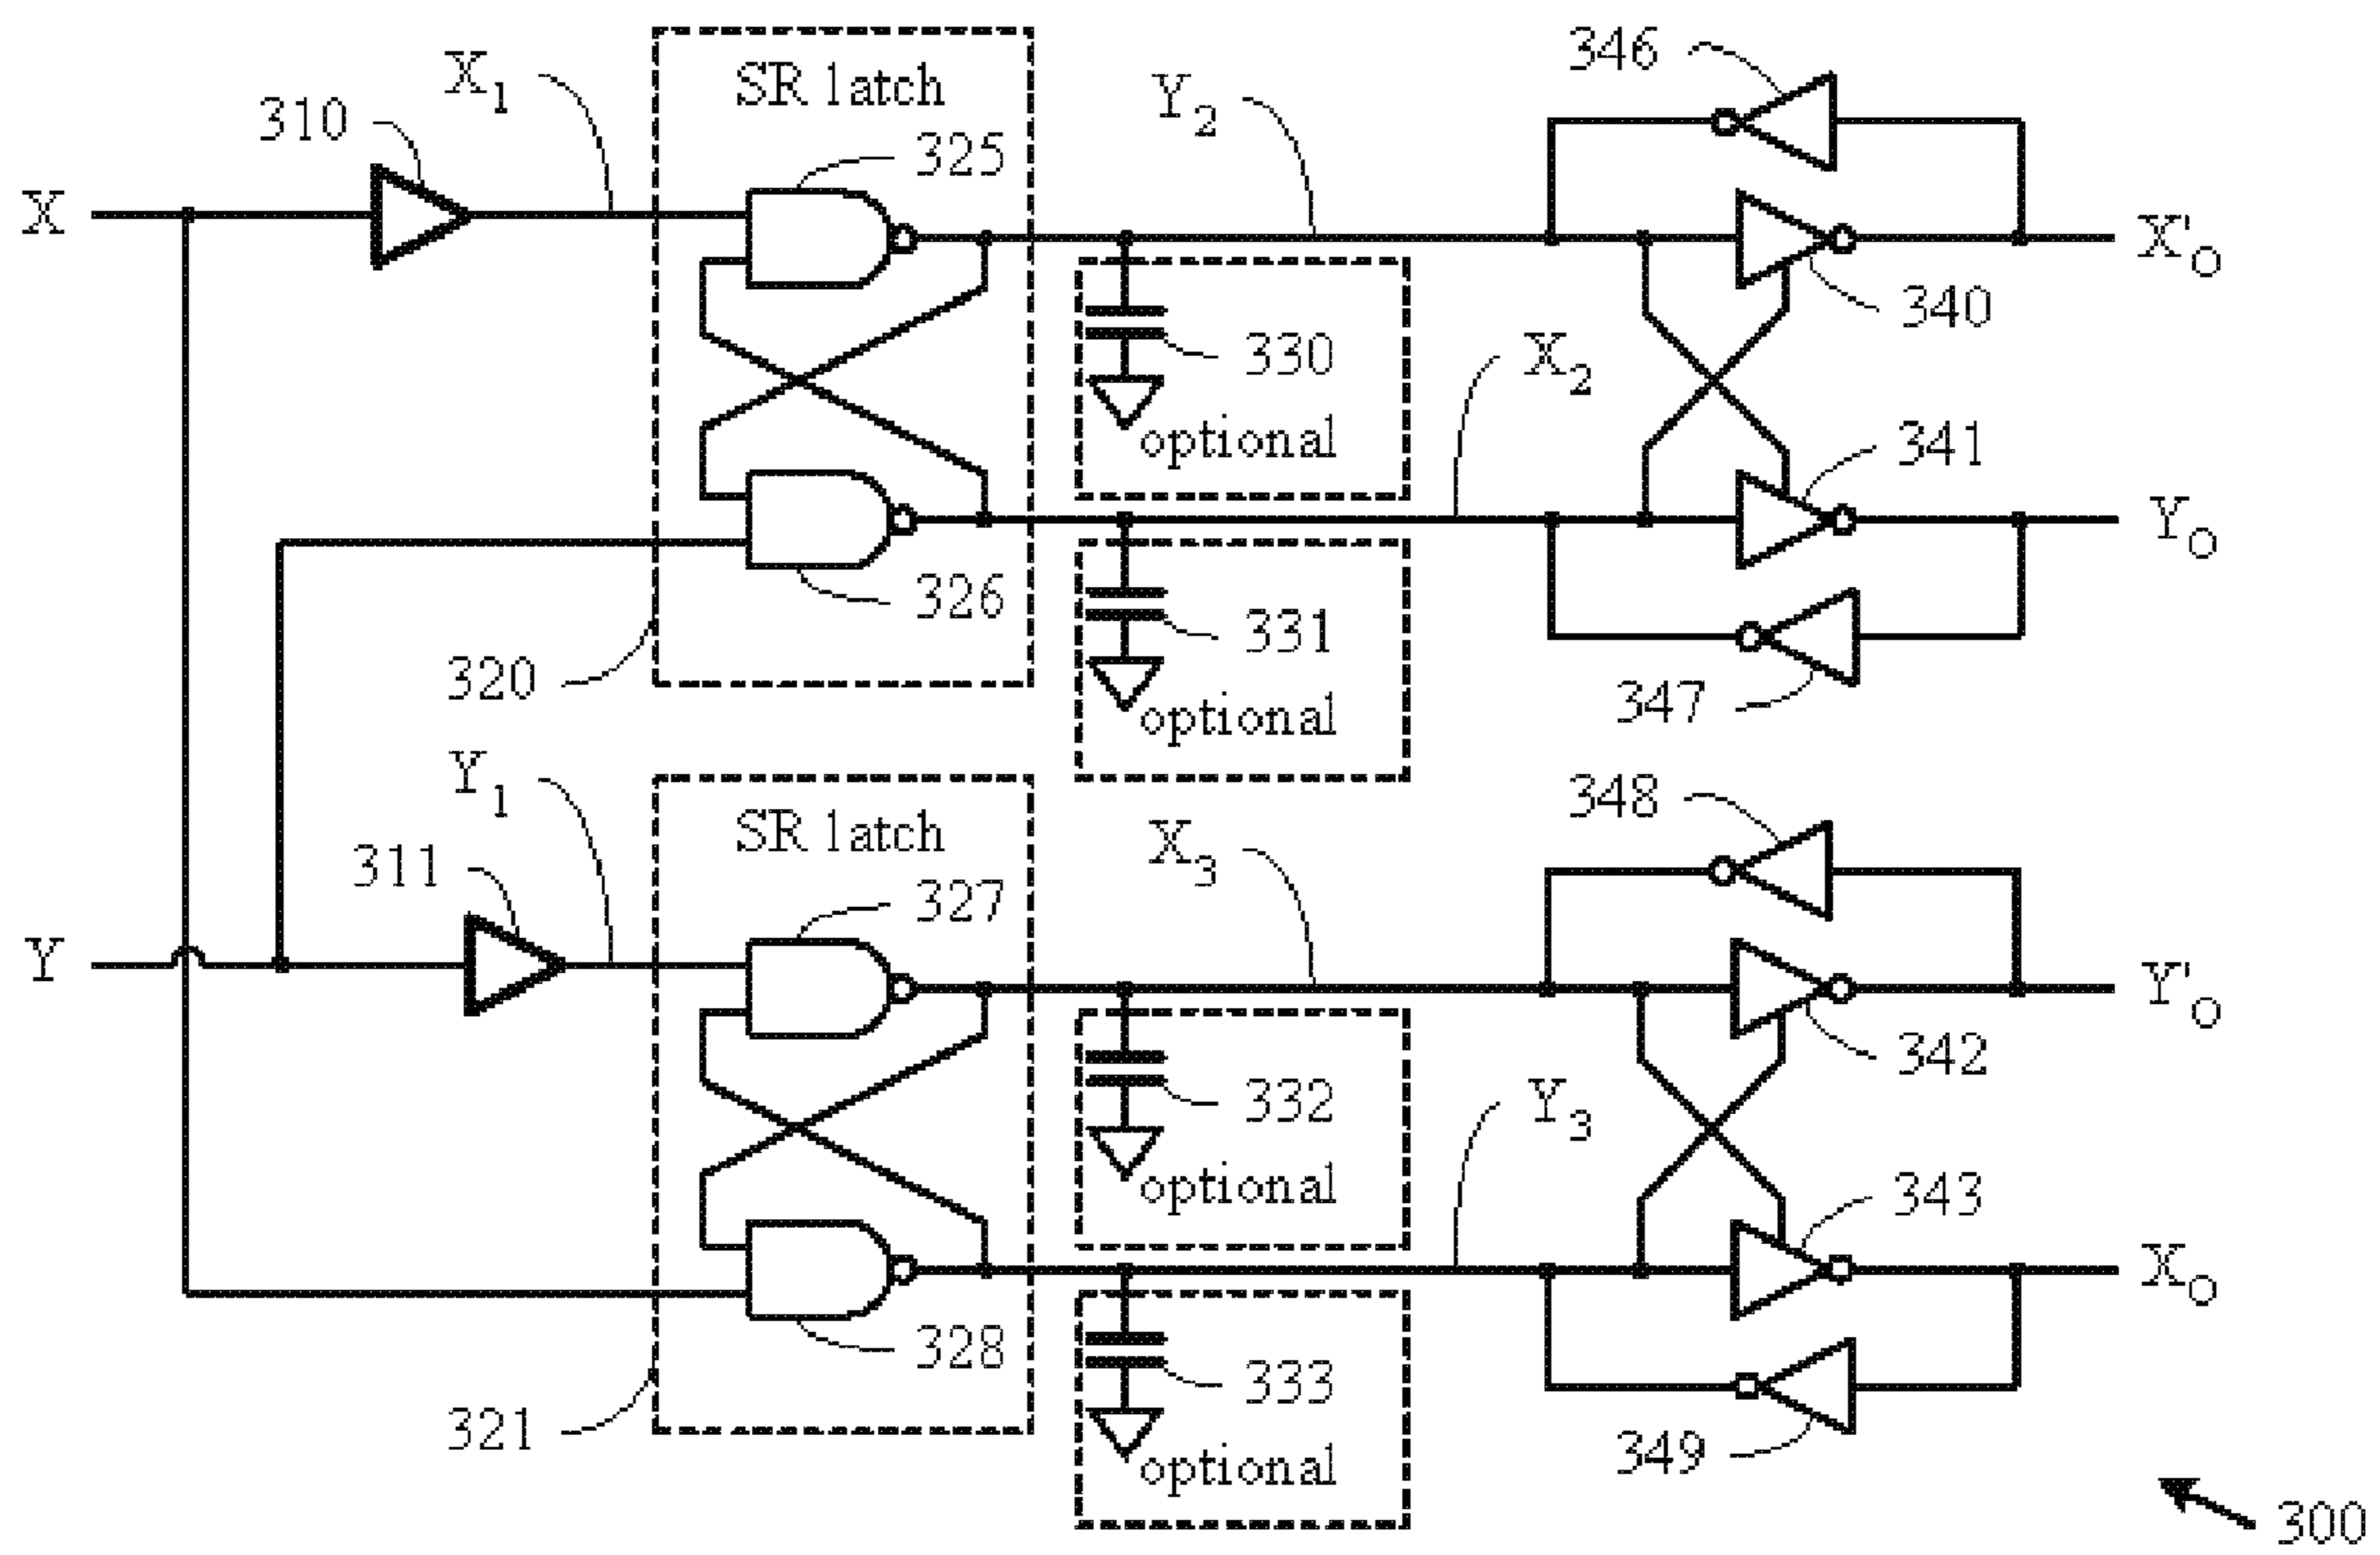 346
X₁
SR latch
Y₂
310
325
X
X'ₒ
340
330
X₂
optional
341
Yₒ
326
331
320
347
optional
Y₁
348
SR latch
X₃
311
327
Y
Y'ₒ
342
332
Y₃
optional
343
Xₒ
328
333
321
349
optional
300